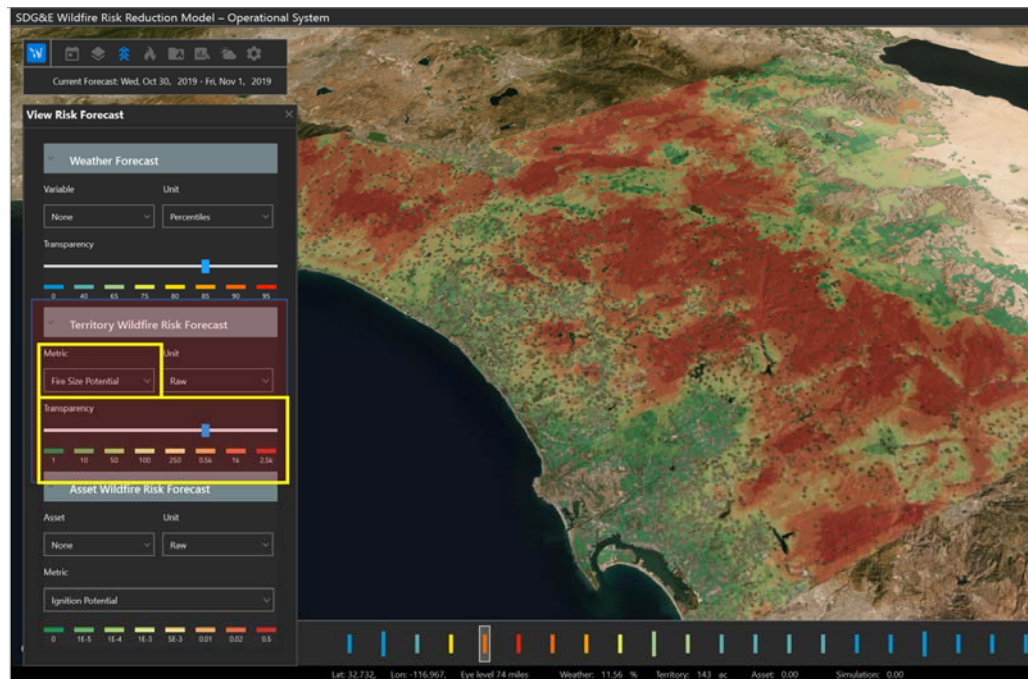 SDG&E Wildfire Risk Reduction Model – Operational System
Current Forecast: Wed, Oct 30, 2019 - Fri, Nov 1, 2019
View Risk Forecast
Weather Forecast
Variable Unit
None Percentiles
Transparency
0 40 65 75 80 85 90 95
Territory Wildfire Risk Forecast
Metric Unit
Fire Size Potential Raw
Transparency
1 10 50 100 250 0.5k 1k 2.5k
Asset Wildfire Risk Forecast
Asset Unit
None Raw
Metric
Ignition Potential
0 1E-5 1E-4 1E-3 5E-3 0.01 0.02 0.5
Lat: 32.732, Lon: -116.967, Eye level 74 miles Weather: 11.56 % Territory: 143 ac Asset: 0.00 Simulation: 0.00